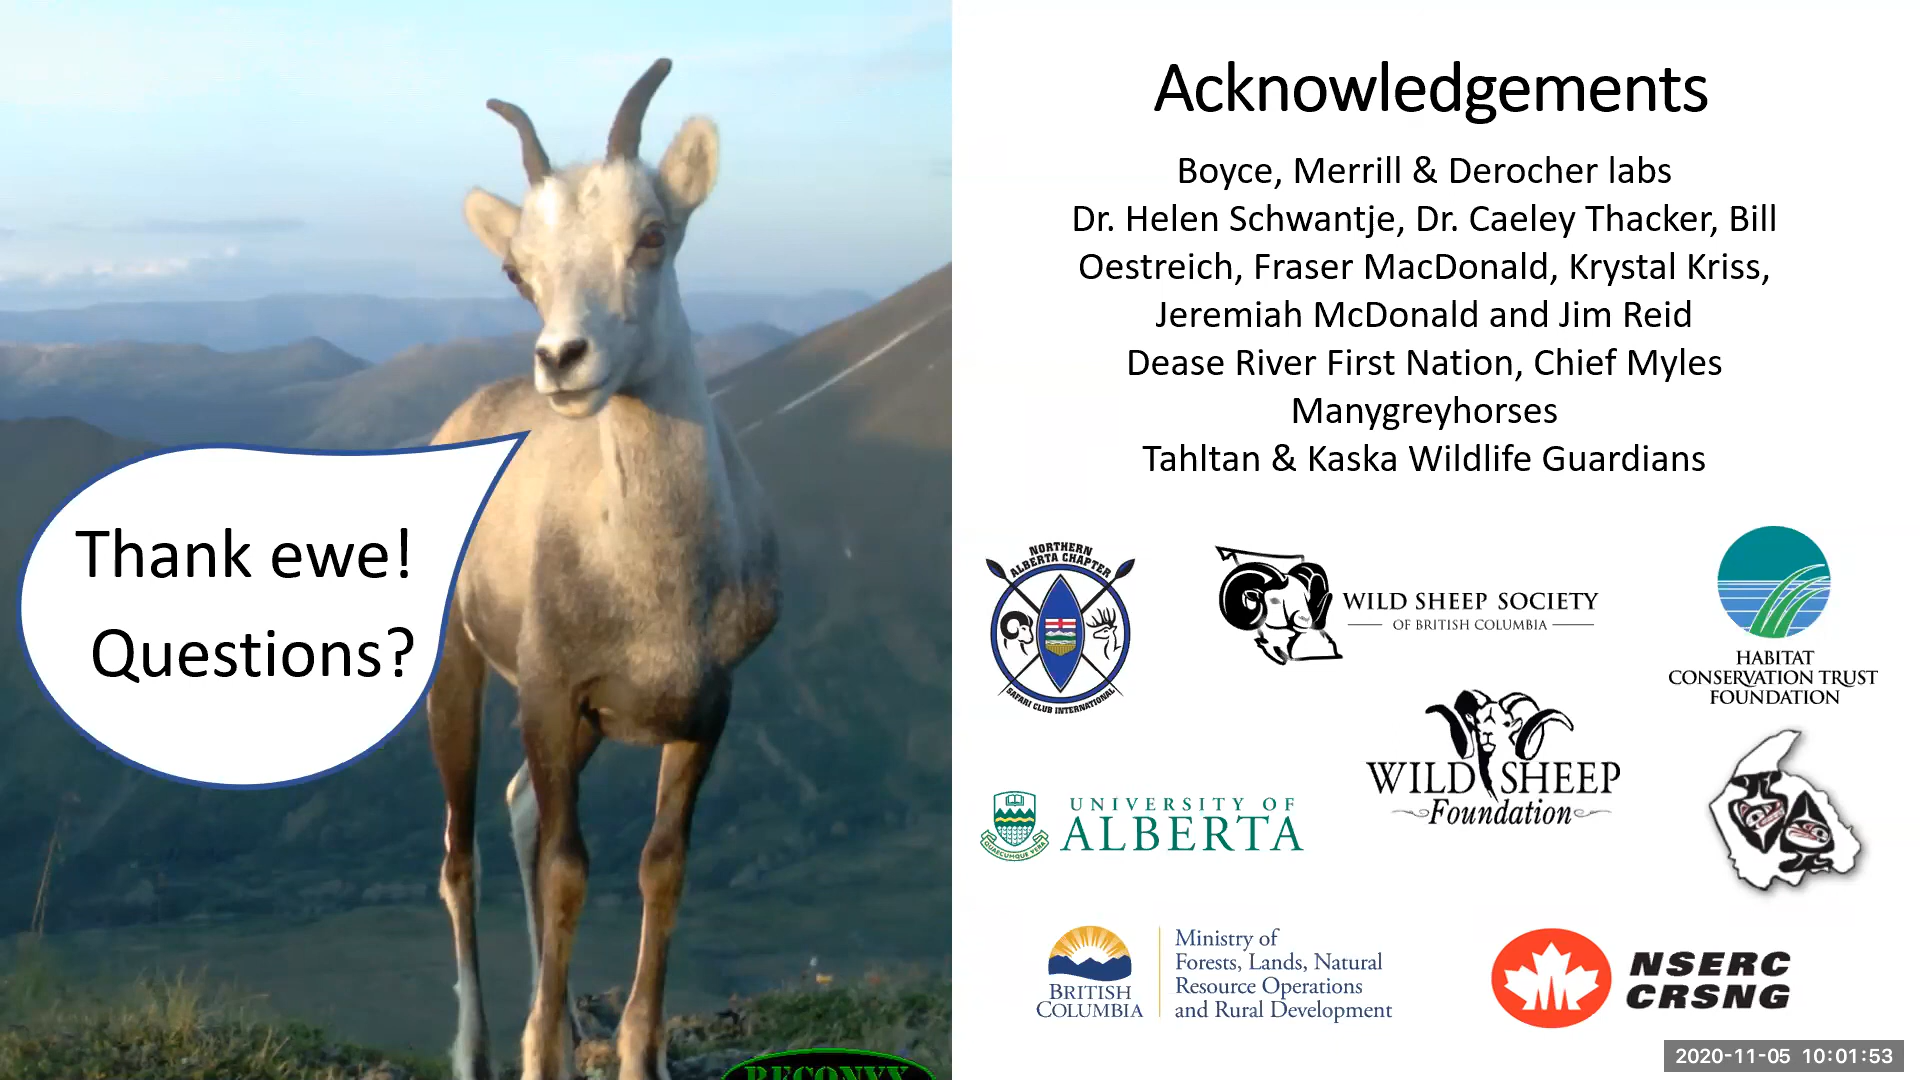 Thank ewe!
Questions?
Acknowledgements
Boyce, Merrill & Derocher labs
Dr. Helen Schwantje, Dr. Caeley Thacker, Bill
Oestreich, Fraser MacDonald, Krystal Kriss,
Jeremiah McDonald and Jim Reid
Dease River First Nation, Chief Myles
Manygreyhorses
Tahltan & Kaska Wildlife Guardians
NORTHERN
ALBERTA CHAPTER
SAFARI CLUB INTERNATIONAL
WILD SHEEP SOCIETY
OF BRITISH COLUMBIA
HABITAT
CONSERVATION TRUST
FOUNDATION
WILD SHEEP
Foundation
UNIVERSITY OF
ALBERTA
QUAECUMQUE VERA
BRITISH
COLUMBIA
Ministry of
Forests, Lands, Natural
Resource Operations
and Rural Development
NSERC
CRSNG
RECONYX
2020-11-05 10:01:53